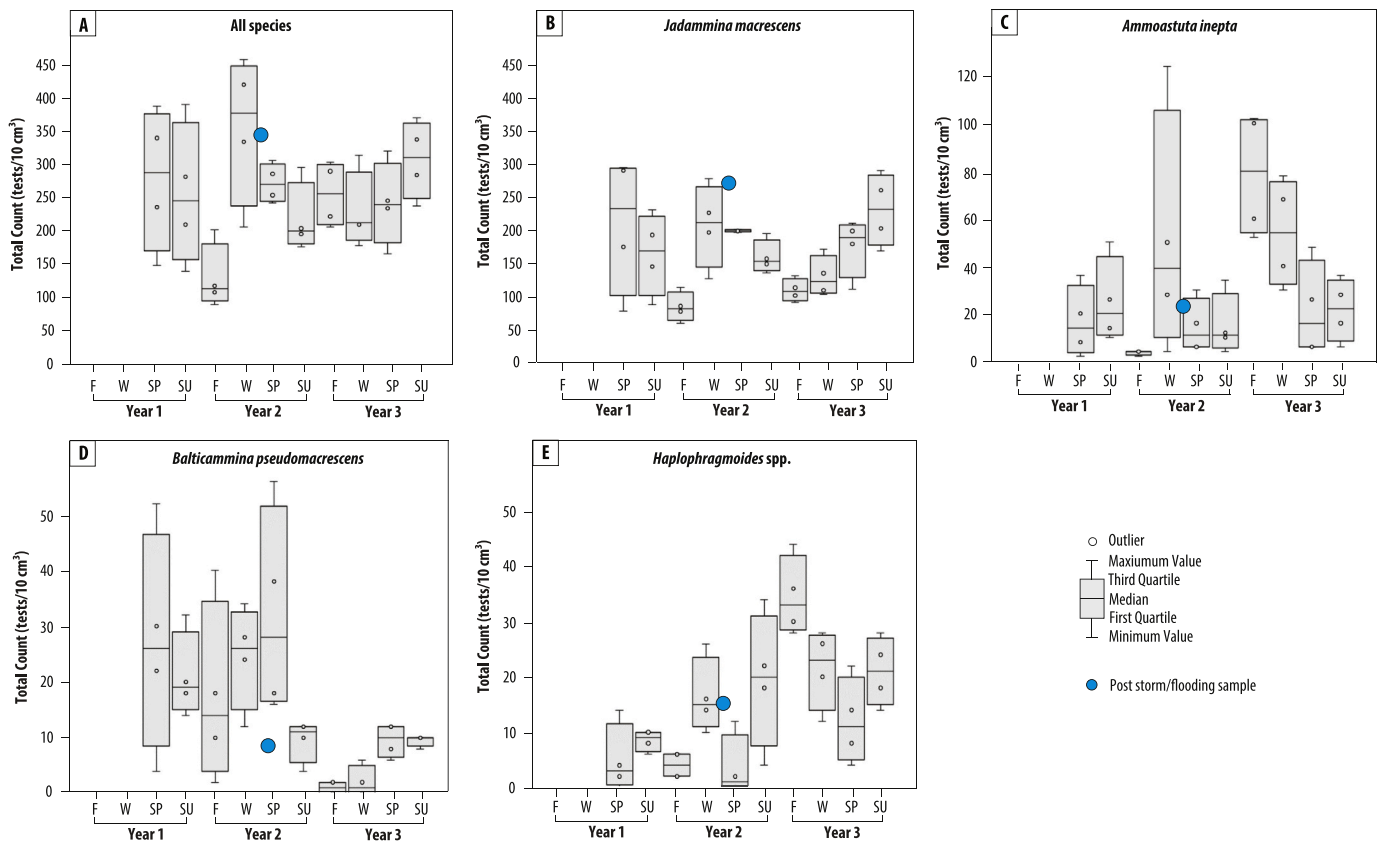 A
All species
Total Count (tests/10 cm³)
450
400
350
300
250
200
150
100
50
0
F W SP SU F W SP SU F W SP SU
Year 1 Year 2 Year 3
B
Jadammina macrescens
Total Count (tests/10 cm³)
450
400
350
300
250
200
150
100
50
0
F W SP SU F W SP SU F W SP SU
Year 1 Year 2 Year 3
C
Ammoastuta inepta
Total Count (tests/10 cm³)
120
100
80
60
40
20
0
F W SP SU F W SP SU F W SP SU
Year 1 Year 2 Year 3
D
Balticammina pseudomacrescens
Total Count (tests/10 cm³)
50
40
30
20
10
0
F W SP SU F W SP SU F W SP SU
Year 1 Year 2 Year 3
E
Haplophragmoides spp.
Total Count (tests/10 cm³)
50
40
30
20
10
0
F W SP SU F W SP SU F W SP SU
Year 1 Year 2 Year 3
Outlier
Maxiumum Value
Third Quartile
Median
First Quartile
Minimum Value
Post storm/flooding sample